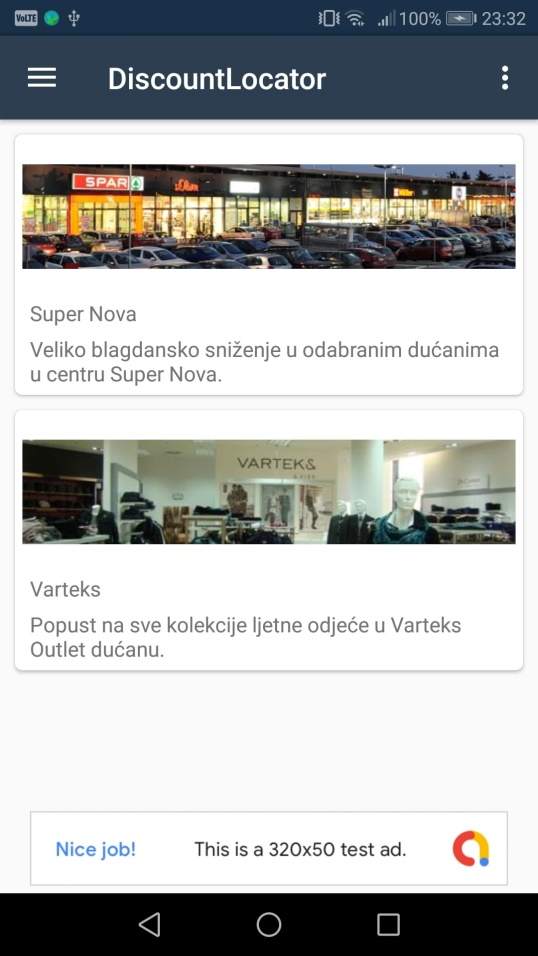 VoLTE
100%
23:32
DiscountLocator
SPAR
s.Oliver
Super Nova
Veliko blagdansko sniženje u odabranim dućanima
u centru Super Nova.
VARTEK&
Varteks
Popust na sve kolekcije ljetne odjeće u Varteks
Outlet dućanu.
Nice job!
This is a 320x50 test ad.